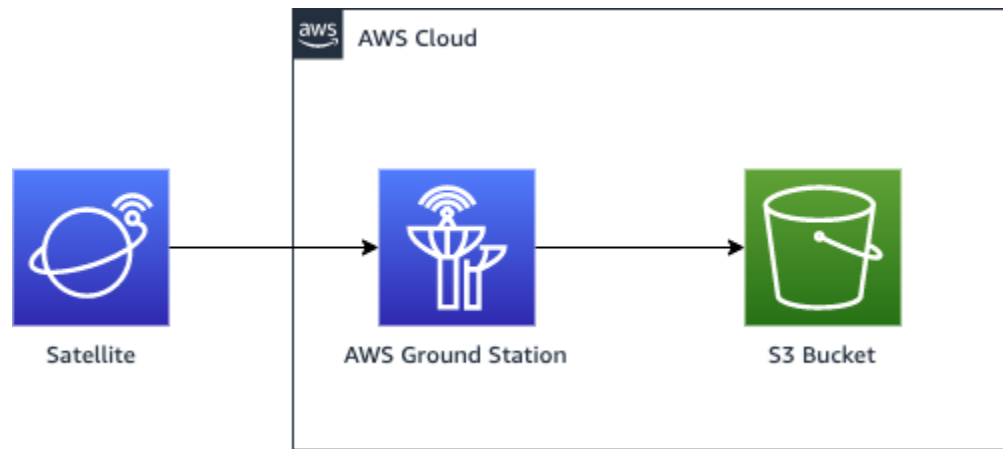 aws
AWS Cloud
Satellite
AWS Ground Station
S3 Bucket